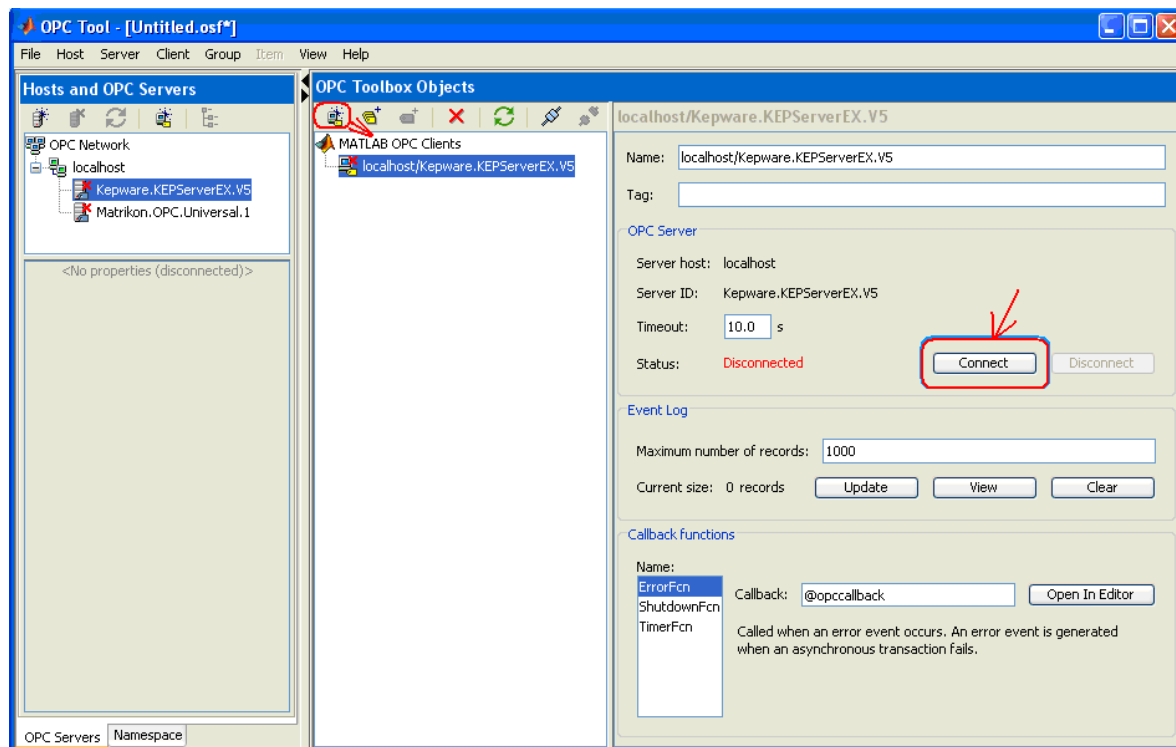 OPC Tool - [Untitled.osf*]
File Host Server Client Group Item View Help
Hosts and OPC Servers
OPC Network
localhost
Kepware.KEPServerEX.V5
Matrikon.OPC.Universal.1
<No properties (disconnected)>
OPC Servers Namespace
OPC Toolbox Objects
MATLAB OPC Clients
localhost/Kepware.KEPServerEX.V5
localhost/Kepware.KEPServerEX.V5
Name: localhost/Kepware.KEPServerEX.V5
Tag:
OPC Server
Server host: localhost
Server ID: Kepware.KEPServerEX.V5
Timeout: 10.0 s
Status: Disconnected Connect Disconnect
Event Log
Maximum number of records: 1000
Current size: 0 records Update View Clear
Callback functions
Name:
ErrorFcn
ShutdownFcn
TimerFcn
Callback: @opccallback Open In Editor
Called when an error event occurs. An error event is generated
when an asynchronous transaction fails.